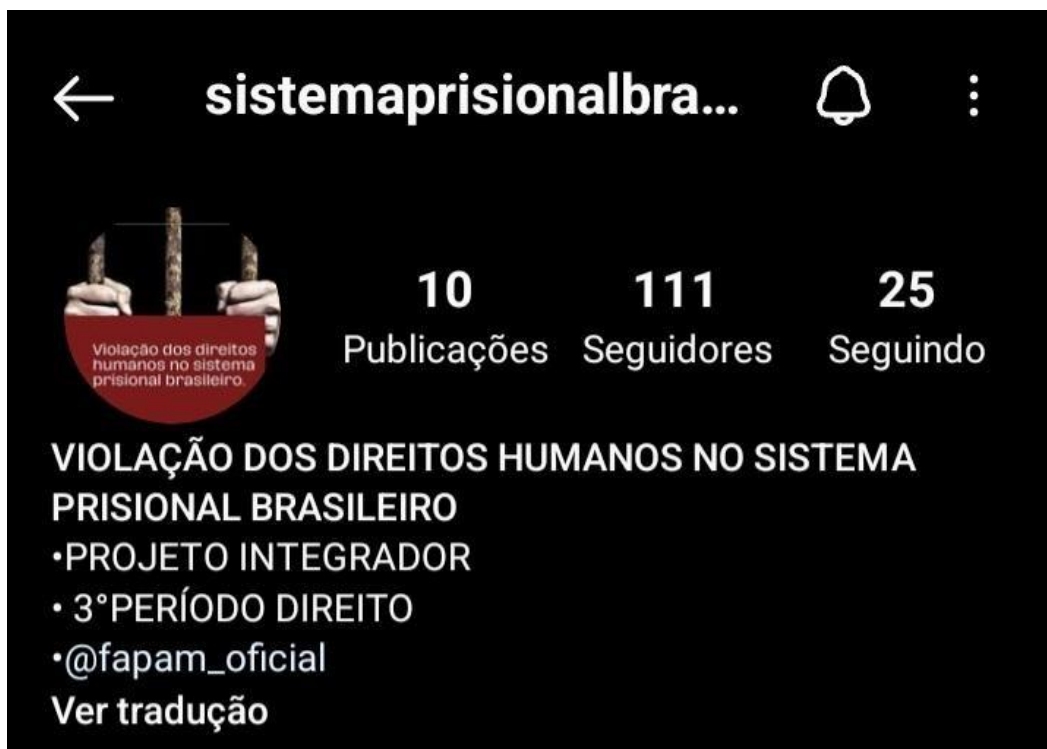 sistemaprisionalbra...
Violação dos direitos
humanos no sistema
prisional brasileiro.
10
111
25
Publicações
Seguidores
Seguindo
VIOLAÇÃO DOS DIREITOS HUMANOS NO SISTEMA
PRISIONAL BRASILEIRO
•PROJETO INTEGRADOR
• 3°PERÍODO DIREITO
•@fapam_oficial
Ver tradução